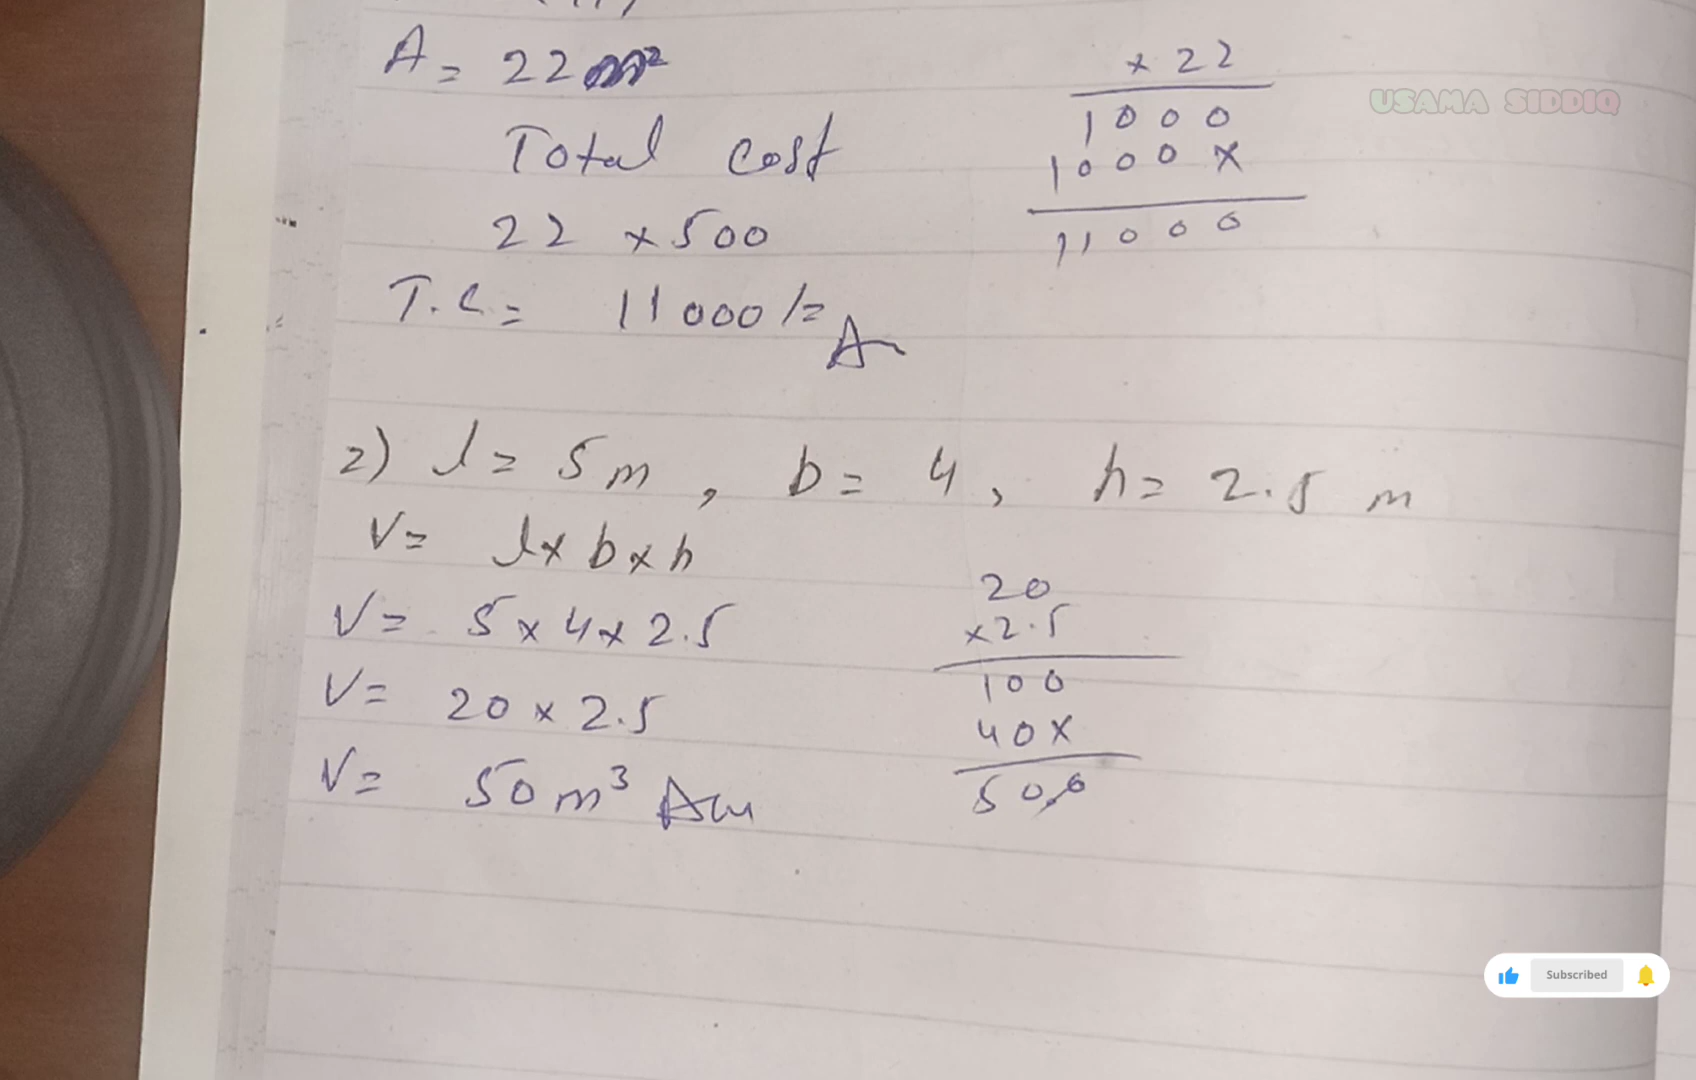 A = 22 m²
× 22
USAMA SIDDIQ
1000
Total cost
1000×
22 × 500
11000
T.C. = 11000/=
A
2) l = 5 m, b = 4, h = 2.5 m
V = l × b × h
20
V = 5 × 4 × 2.5
× 2.5
100
V = 20 × 2.5
40×
V = 50 m³ Ans
50.0
Subscribed